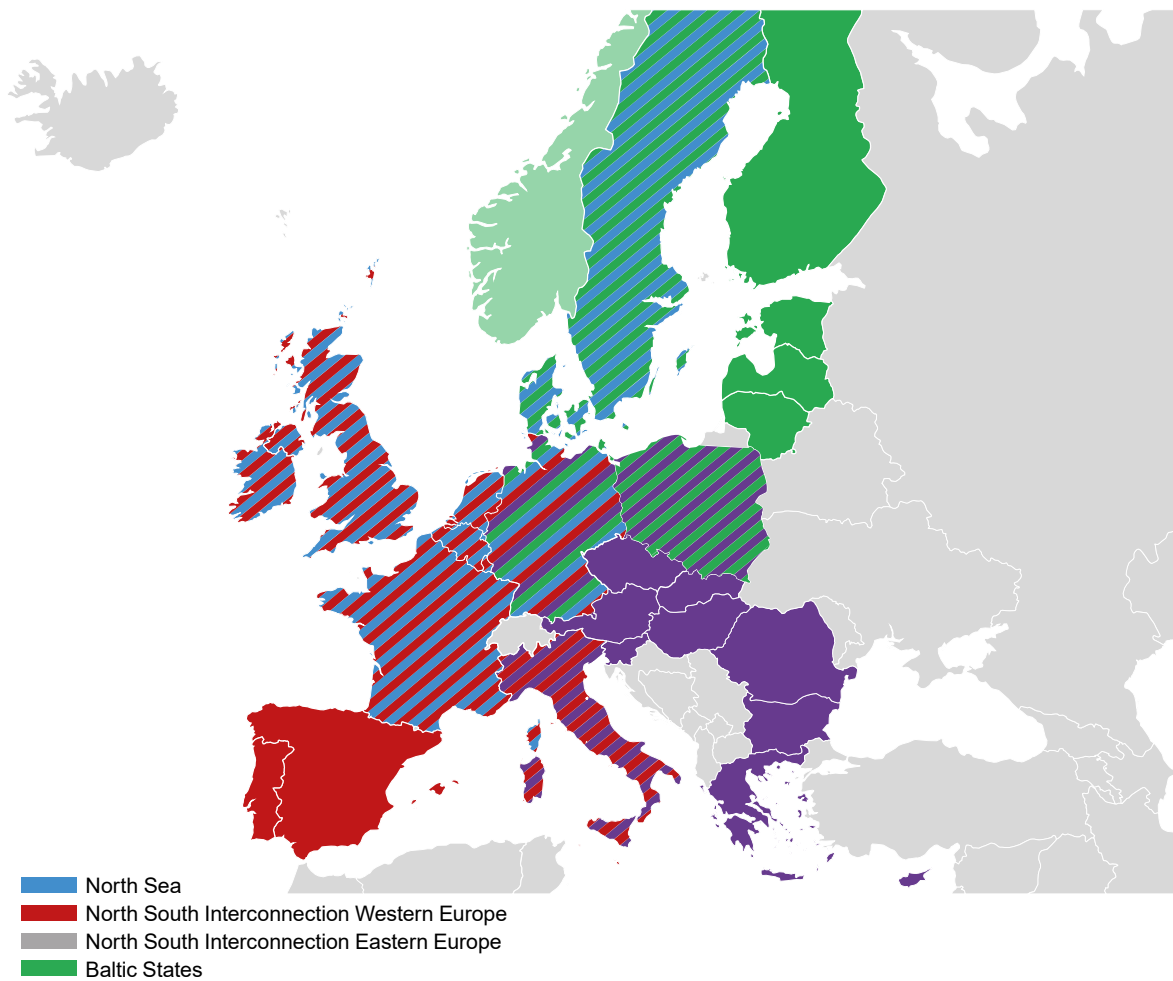 North Sea
North South Interconnection Western Europe
North South Interconnection Eastern Europe
Baltic States